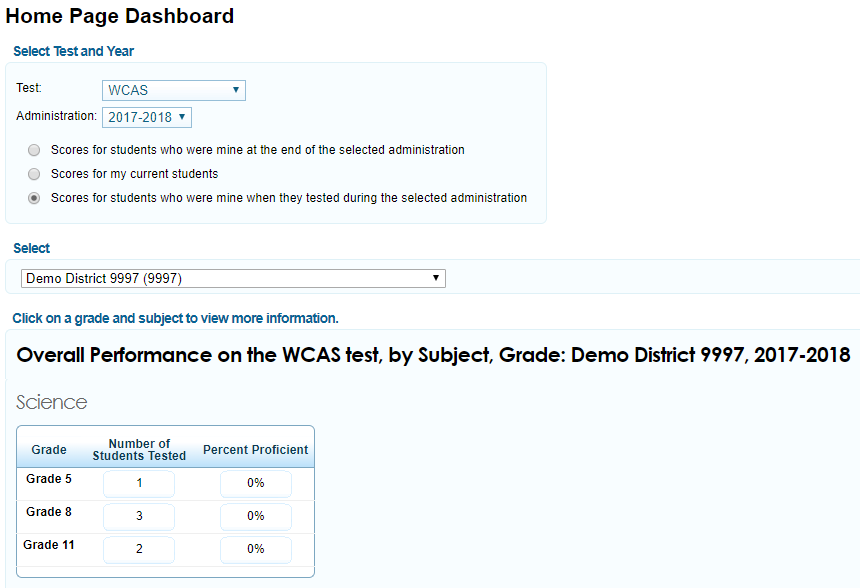 Home Page Dashboard
Select Test and Year
Test: WCAS
Administration: 2017-2018
Scores for students who were mine at the end of the selected administration
Scores for my current students
Scores for students who were mine when they tested during the selected administration
Select
Demo District 9997 (9997)
Click on a grade and subject to view more information.
Overall Performance on the WCAS test, by Subject, Grade: Demo District 9997, 2017-2018
Science
Grade Number of Students Tested Percent Proficient
Grade 5 1 0%
Grade 8 3 0%
Grade 11 2 0%